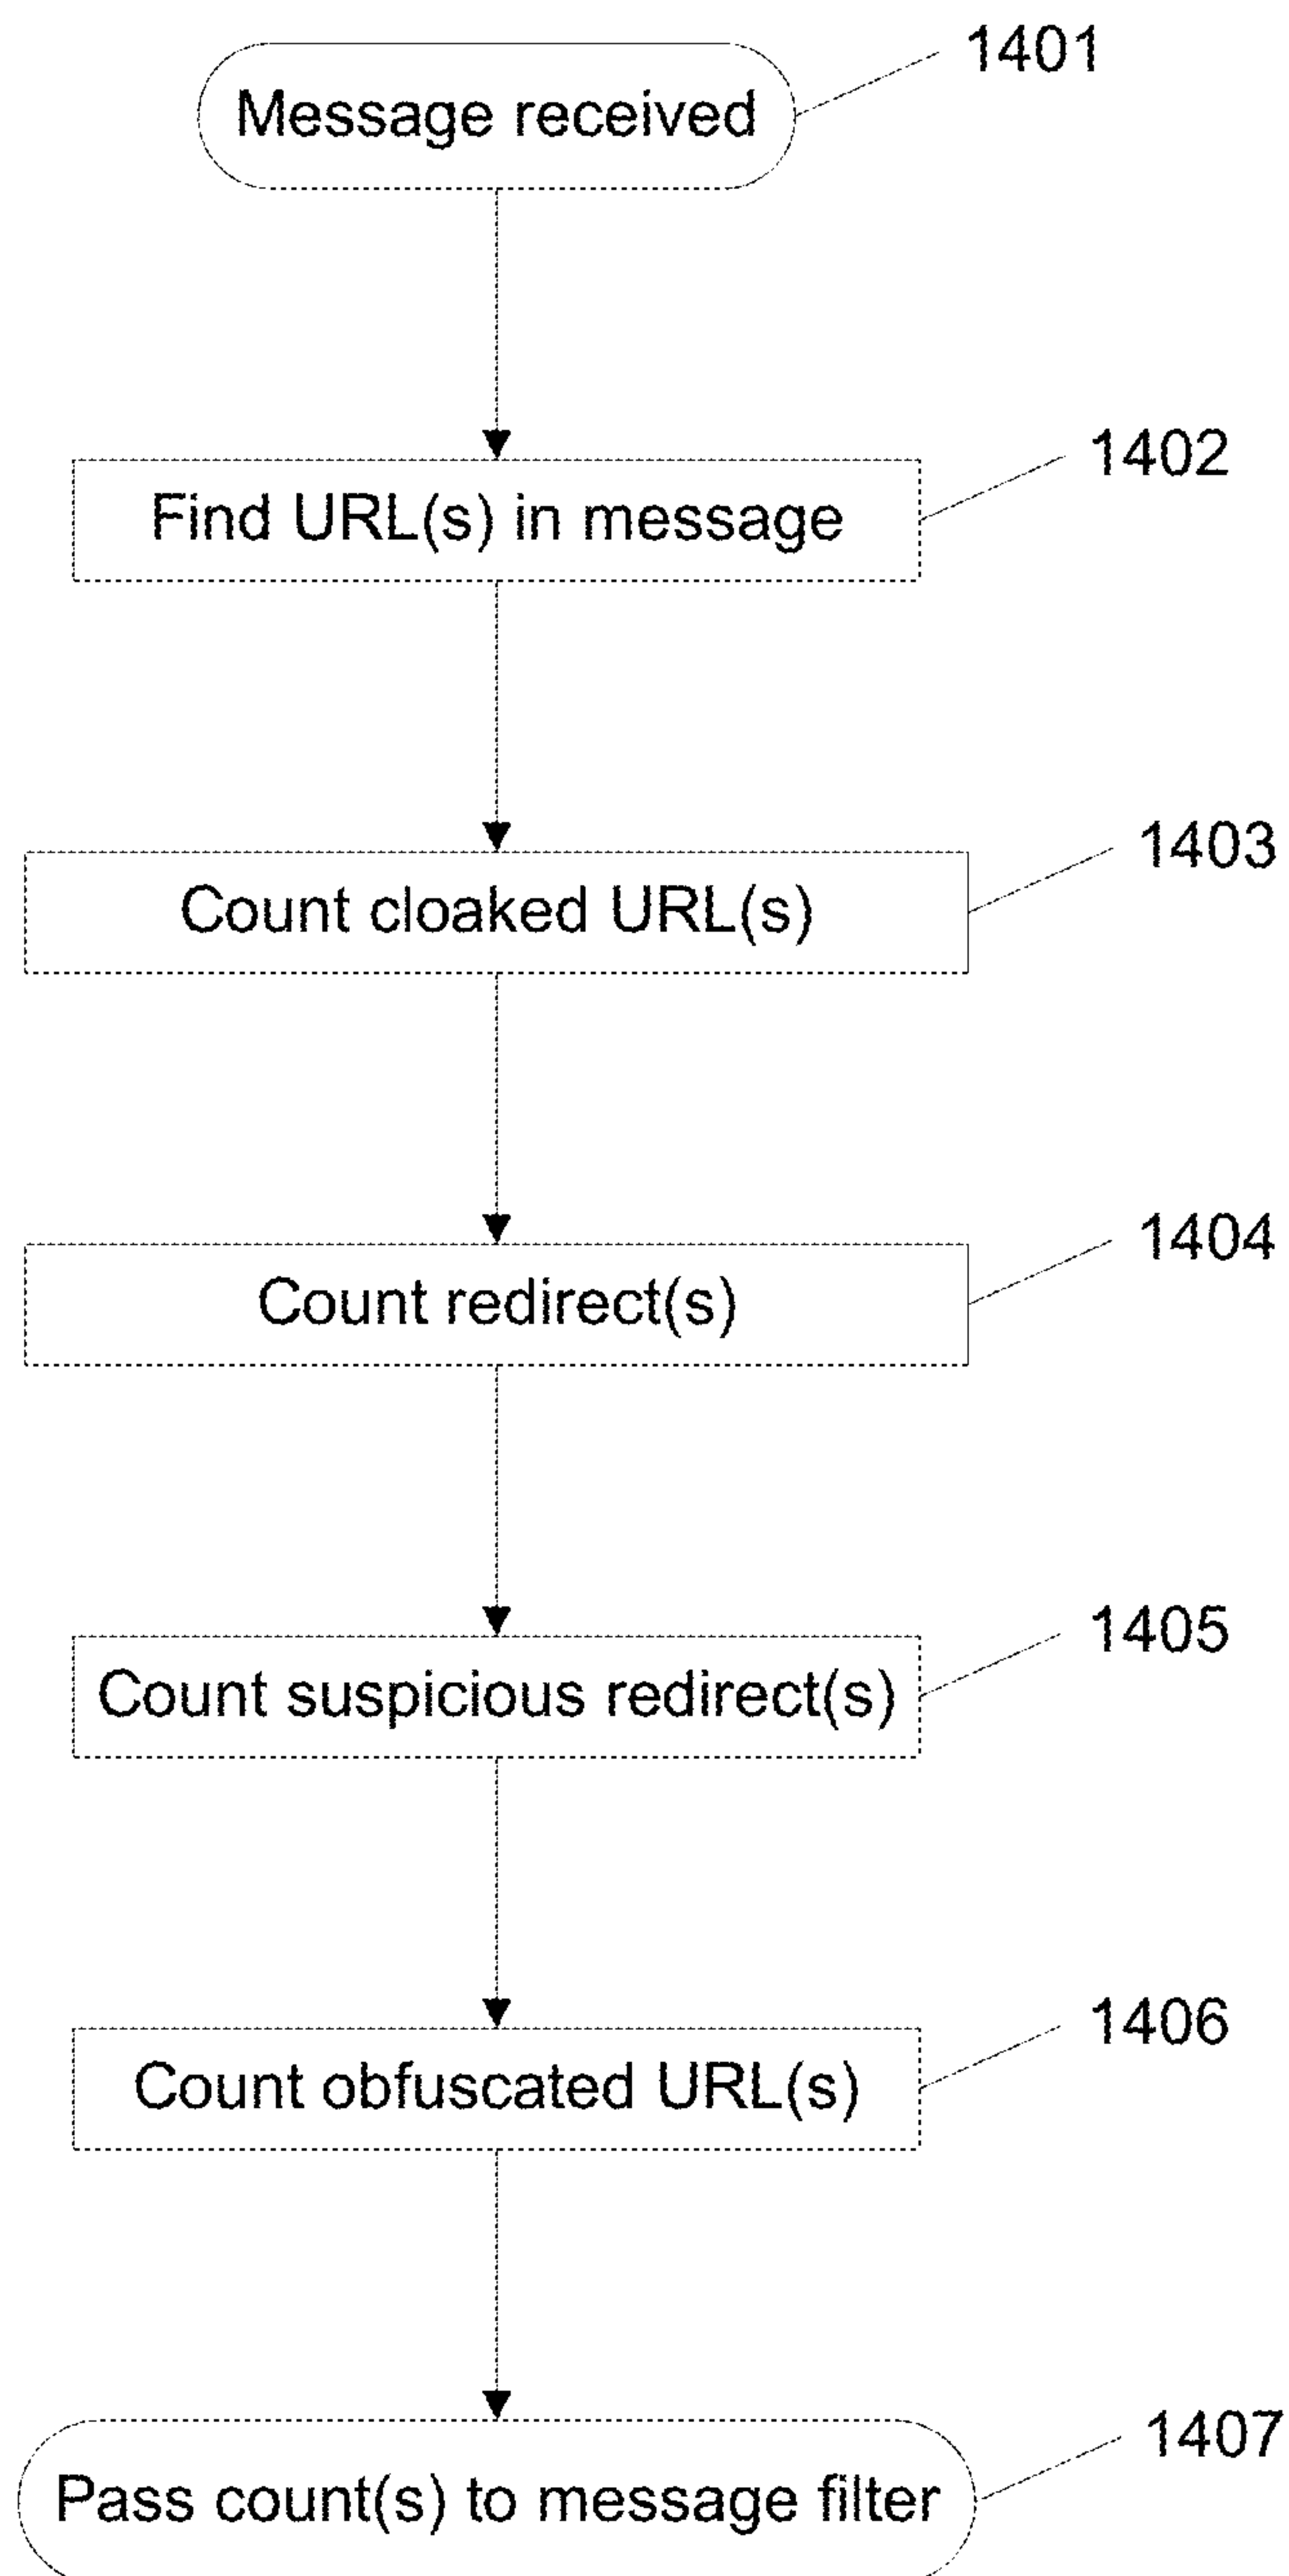 1401
Message received
1402
Find URL(s) in message
1403
Count cloaked URL(s)
1404
Count redirect(s)
1405
Count suspicious redirect(s)
1406
Count obfuscated URL(s)
1407
Pass count(s) to message filter